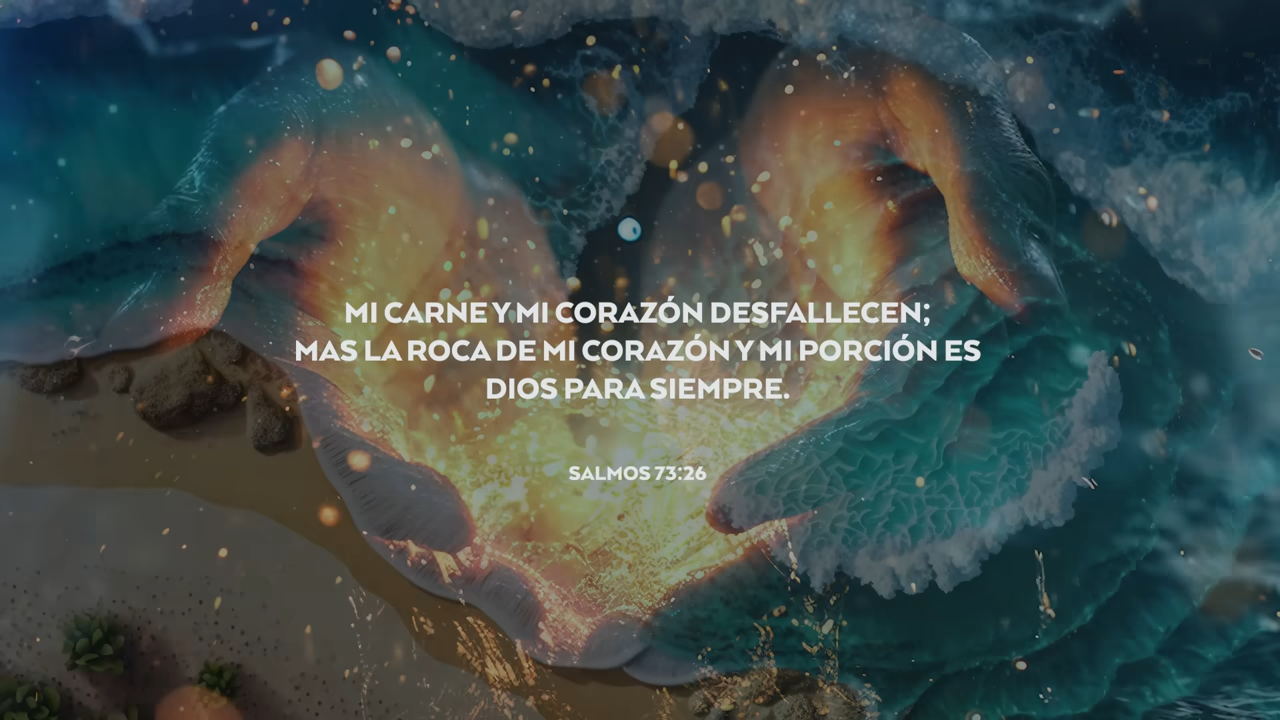 MI CARNE Y MI CORAZÓN DESFALLECEN;
MAS LA ROCA DE MI CORAZÓN Y MI PORCIÓN ES
DIOS PARA SIEMPRE.
SALMOS 73:26